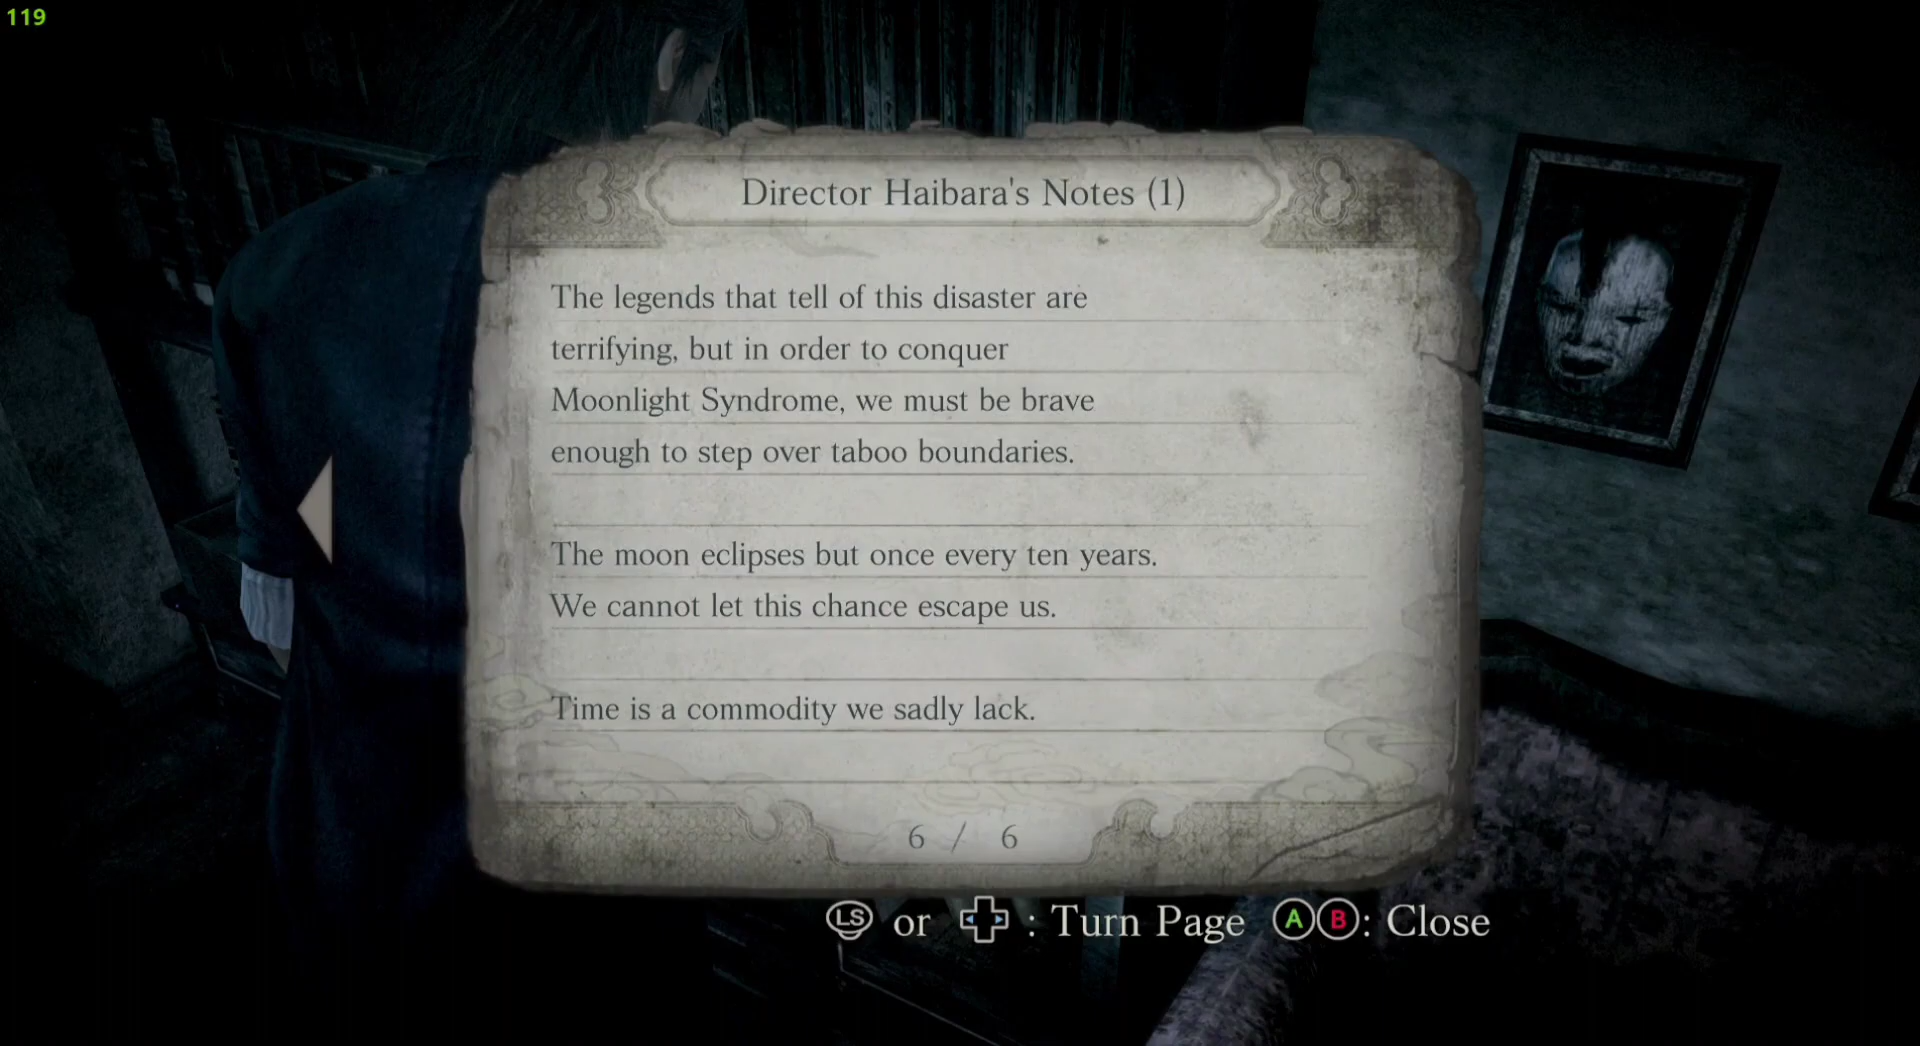 119
Director Haibara's Notes (1)
The legends that tell of this disaster are
terrifying, but in order to conquer
Moonlight Syndrome, we must be brave
enough to step over taboo boundaries.
The moon eclipses but once every ten years.
We cannot let this chance escape us.
Time is a commodity we sadly lack.
6 / 6
LS or : Turn Page A B : Close